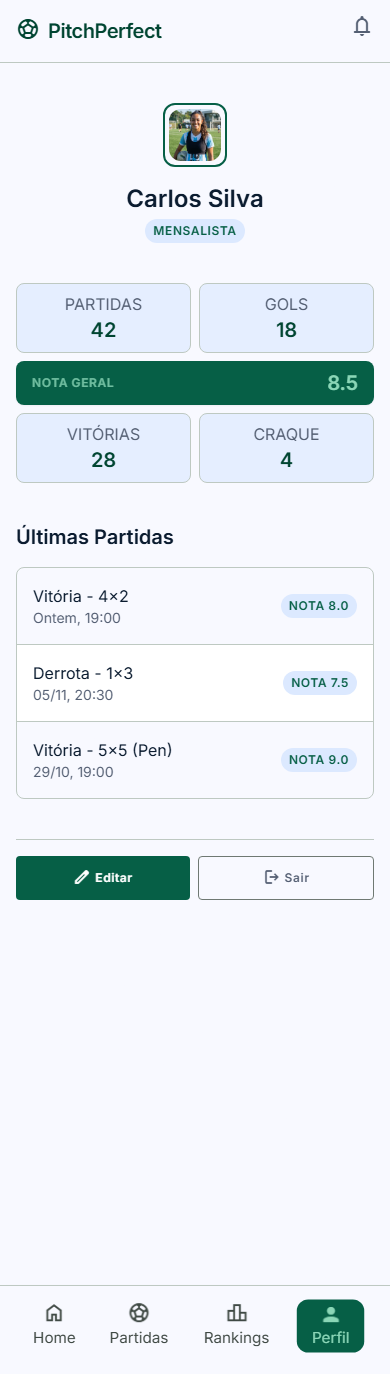 PitchPerfect
Carlos Silva
MENSALISTA
PARTIDAS
42
GOLS
18
NOTA GERAL
8.5
VITÓRIAS
28
CRAQUE
4
Últimas Partidas
Vitória - 4×2
Ontem, 19:00
NOTA 8.0
Derrota - 1×3
05/11, 20:30
NOTA 7.5
Vitória - 5×5 (Pen)
29/10, 19:00
NOTA 9.0
Editar
Sair
Home
Partidas
Rankings
Perfil